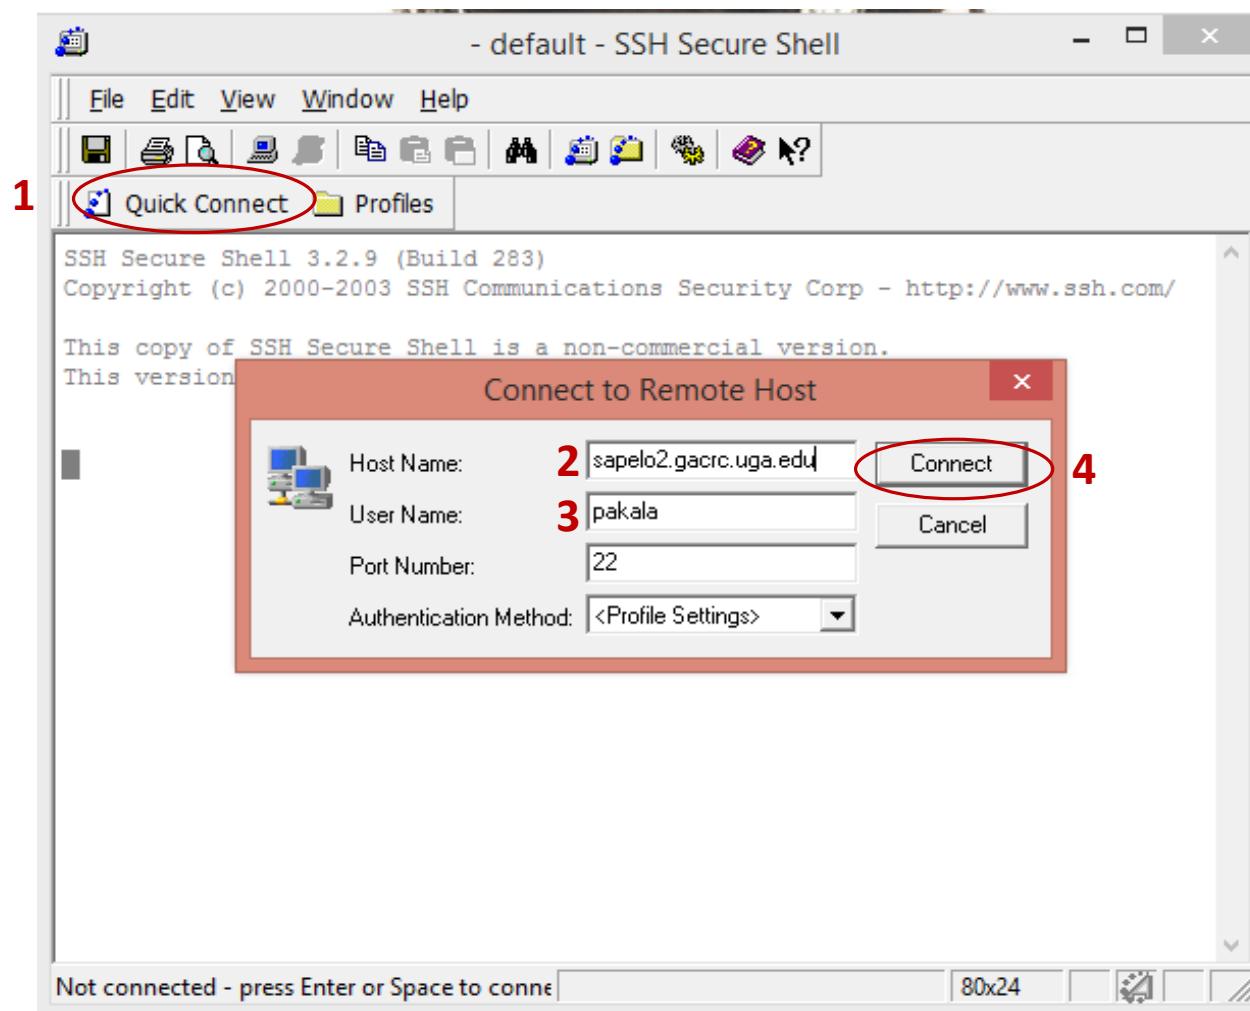 - default - SSH Secure Shell
File Edit View Window Help
1 Quick Connect Profiles
SSH Secure Shell 3.2.9 (Build 283)
Copyright (c) 2000-2003 SSH Communications Security Corp - http://www.ssh.com/
This copy of SSH Secure Shell is a non-commercial version.
This version
Connect to Remote Host
Host Name: 2 sapelo2.gacrc.uga.edu Connect 4
User Name: 3 pakala
Cancel
Port Number: 22
Authentication Method: <Profile Settings>
Not connected - press Enter or Space to conne 80x24